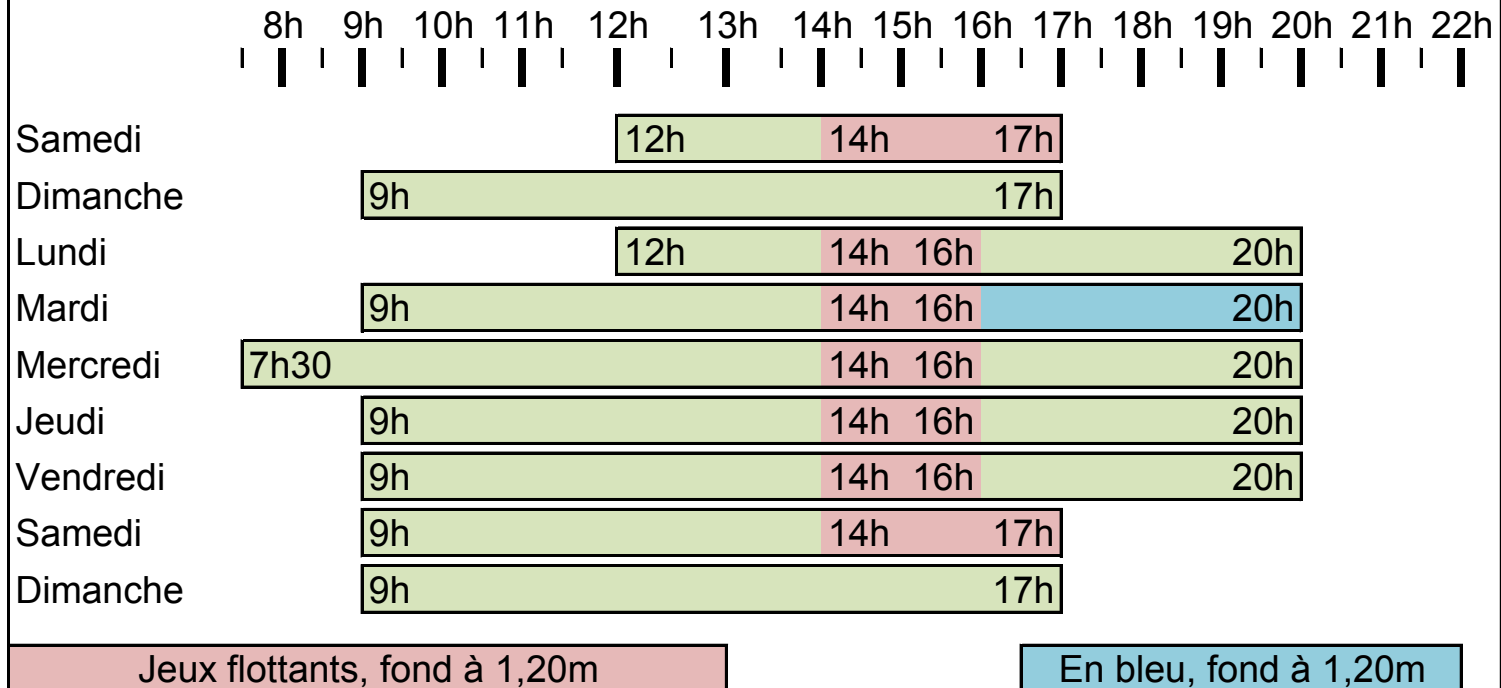 8h 9h 10h 11h 12h 13h 14h 15h 16h 17h 18h 19h 20h 21h 22h
Samedi 12h 14h 17h
Dimanche 9h 17h
Lundi 12h 14h 16h 20h
Mardi 9h 14h 16h 20h
Mercredi 7h30 14h 16h 20h
Jeudi 9h 14h 16h 20h
Vendredi 9h 14h 16h 20h
Samedi 9h 14h 17h
Dimanche 9h 17h
Jeux flottants, fond à 1,20m En bleu, fond à 1,20m